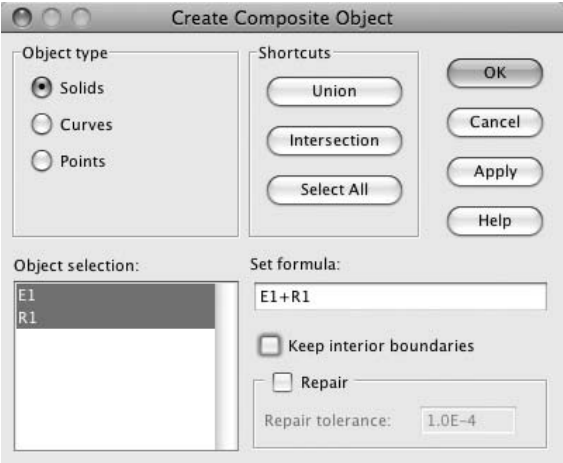 Create Composite Object
Object type
Solids
Curves
Points
Shortcuts
Union
Intersection
Select All
OK
Cancel
Apply
Help
Object selection:
E1
R1
Set formula:
E1+R1
Keep interior boundaries
Repair
Repair tolerance: 1.0E-4